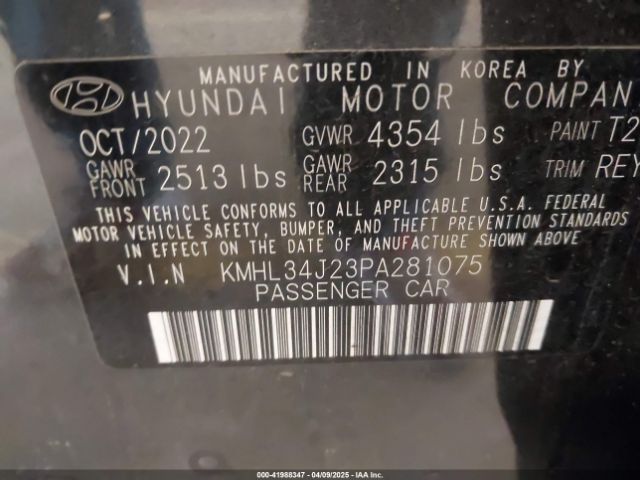 MANUFACTURED IN KOREA BY
HYUNDAI MOTOR COMPAN
OCT/2022 GVWR 4354 lbs PAINT T2
GAWR FRONT 2513 lbs GAWR REAR 2315 lbs TRIM REY
THIS VEHICLE CONFORMS TO ALL APPLICABLE U.S.A. FEDERAL
MOTOR VEHICLE SAFETY, BUMPER, AND THEFT PREVENTION STANDARDS
IN EFFECT ON THE DATE OF MANUFACTURE SHOWN ABOVE
V.I.N KMHL34J23PA281075
PASSENGER CAR
000-41988347 | 04/09/2025 - IAAI.COM